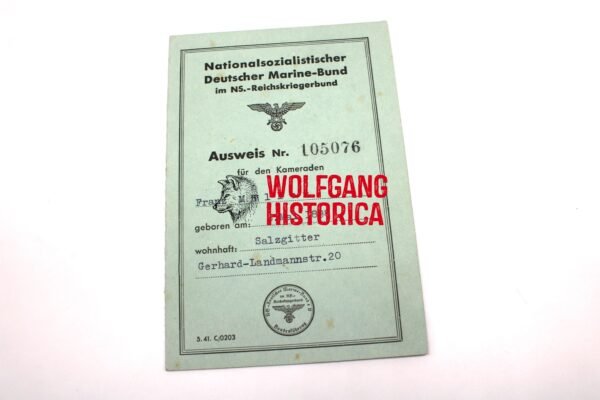 Nationalsozialistischer
Deutscher Marine-Bund
im NS.-Reichskriegerbund
Ausweis Nr. 105076
für den Kameraden
WOLFGANG
HISTORICA
geboren am:
wohnhaft: Salzgitter
Gerhard-Landmannstr.20
5. 41. C/0203